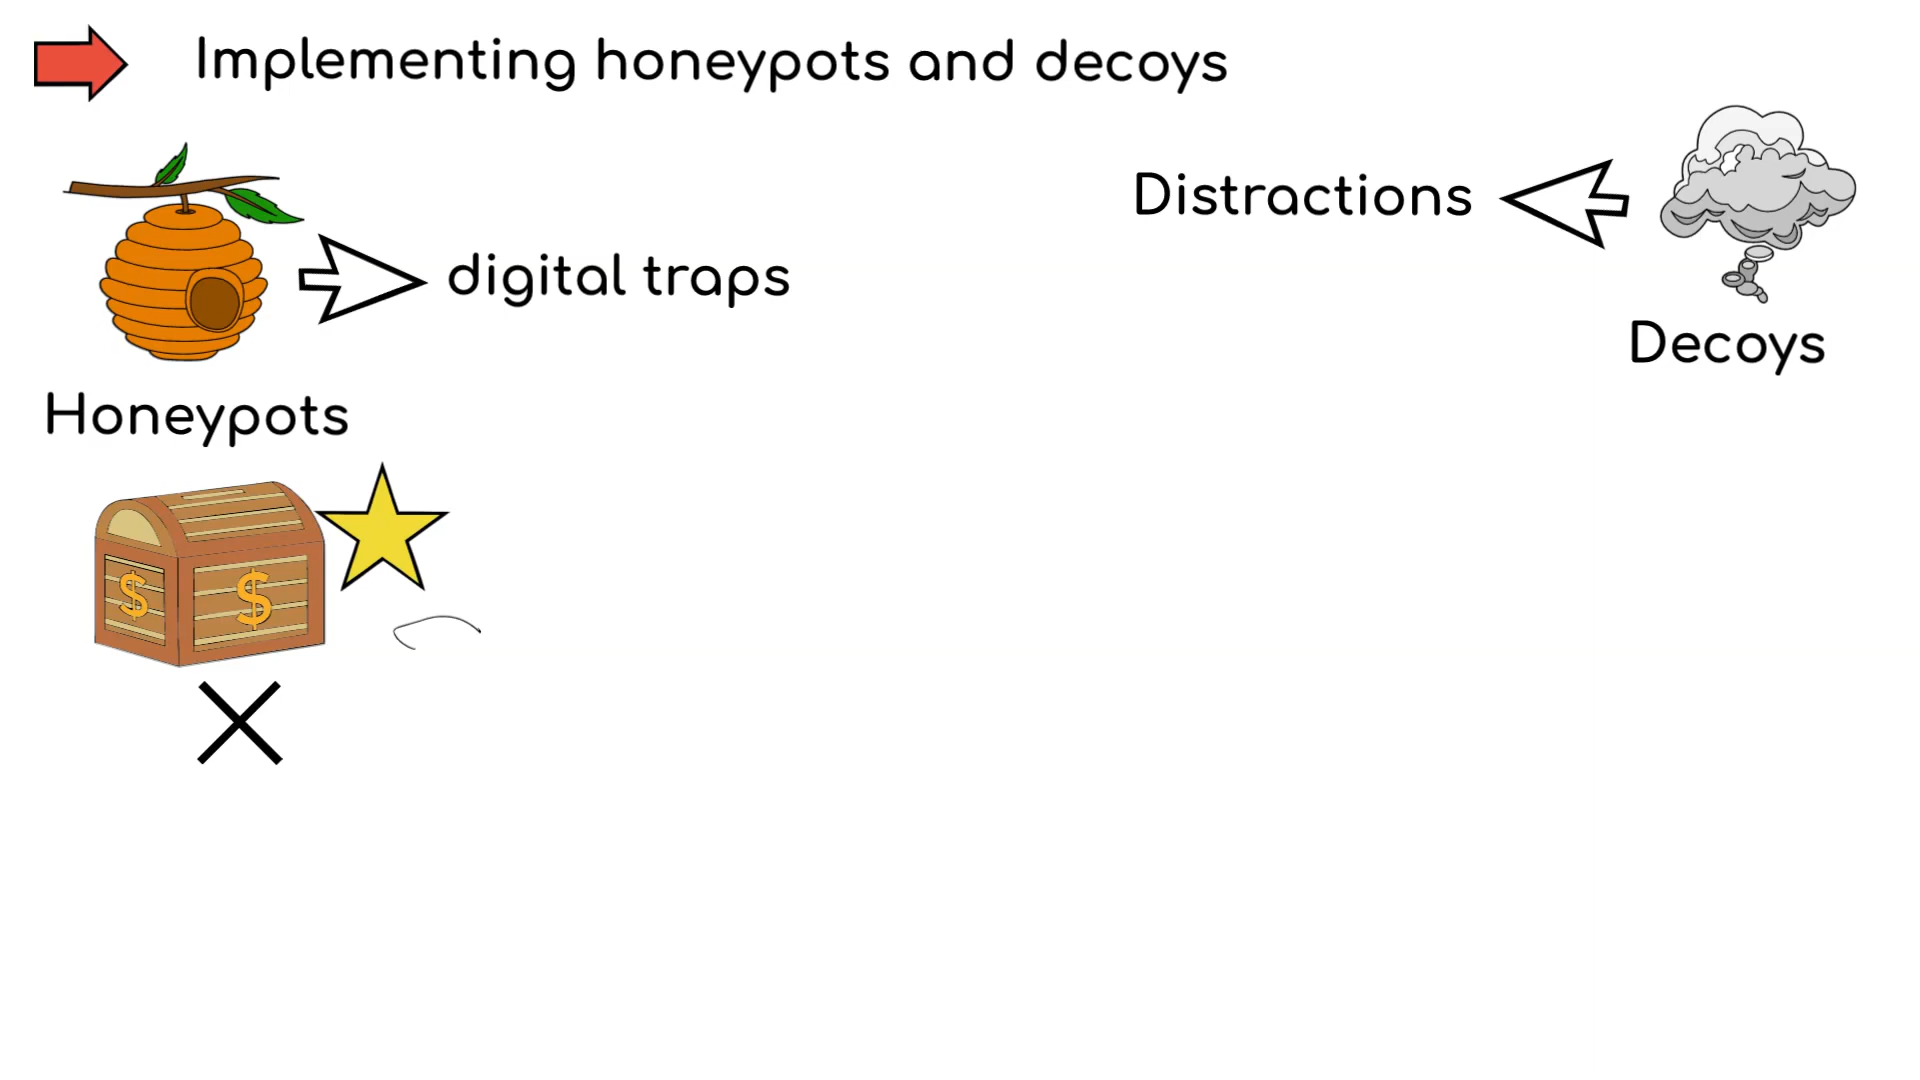 Implementing honeypots and decoys
Distractions
digital traps
Decoys
Honeypots
$ $